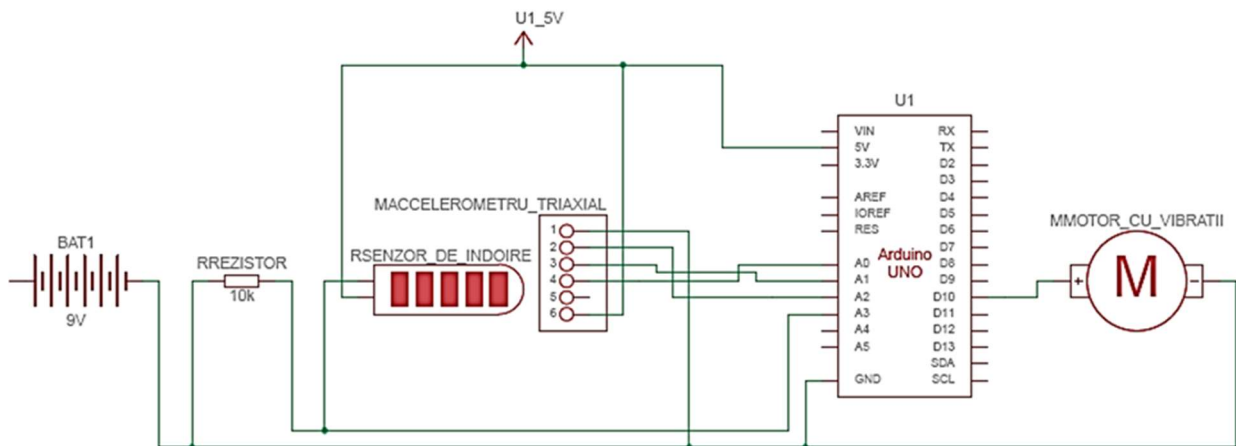 U1_5V
U1
VIN
5V
3.3V
AREF
IOREF
RES
A0
A1
A2
A3
A4
A5
GND
Arduino
UNO
RX
TX
D2
D3
D4
D5
D6
D7
D8
D9
D10
D11
D12
D13
SDA
SCL
MACCELEROMETRU_TRIAXIAL
1
2
3
4
5
6
RSENZOR_DE_INDOIRE
MMOTOR_CU_VIBRATII
+
M
-
BAT1
9V
RREZISTOR
10k